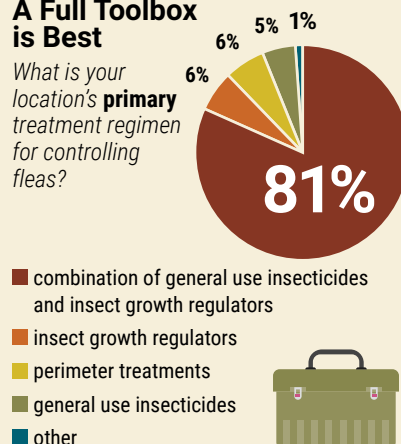 A Full Toolbox
is Best
What is your
location's primary
treatment regimen
for controlling
fleas?
6%
6%
5%
1%
81%
combination of general use insecticides
and insect growth regulators
insect growth regulators
perimeter treatments
general use insecticides
other